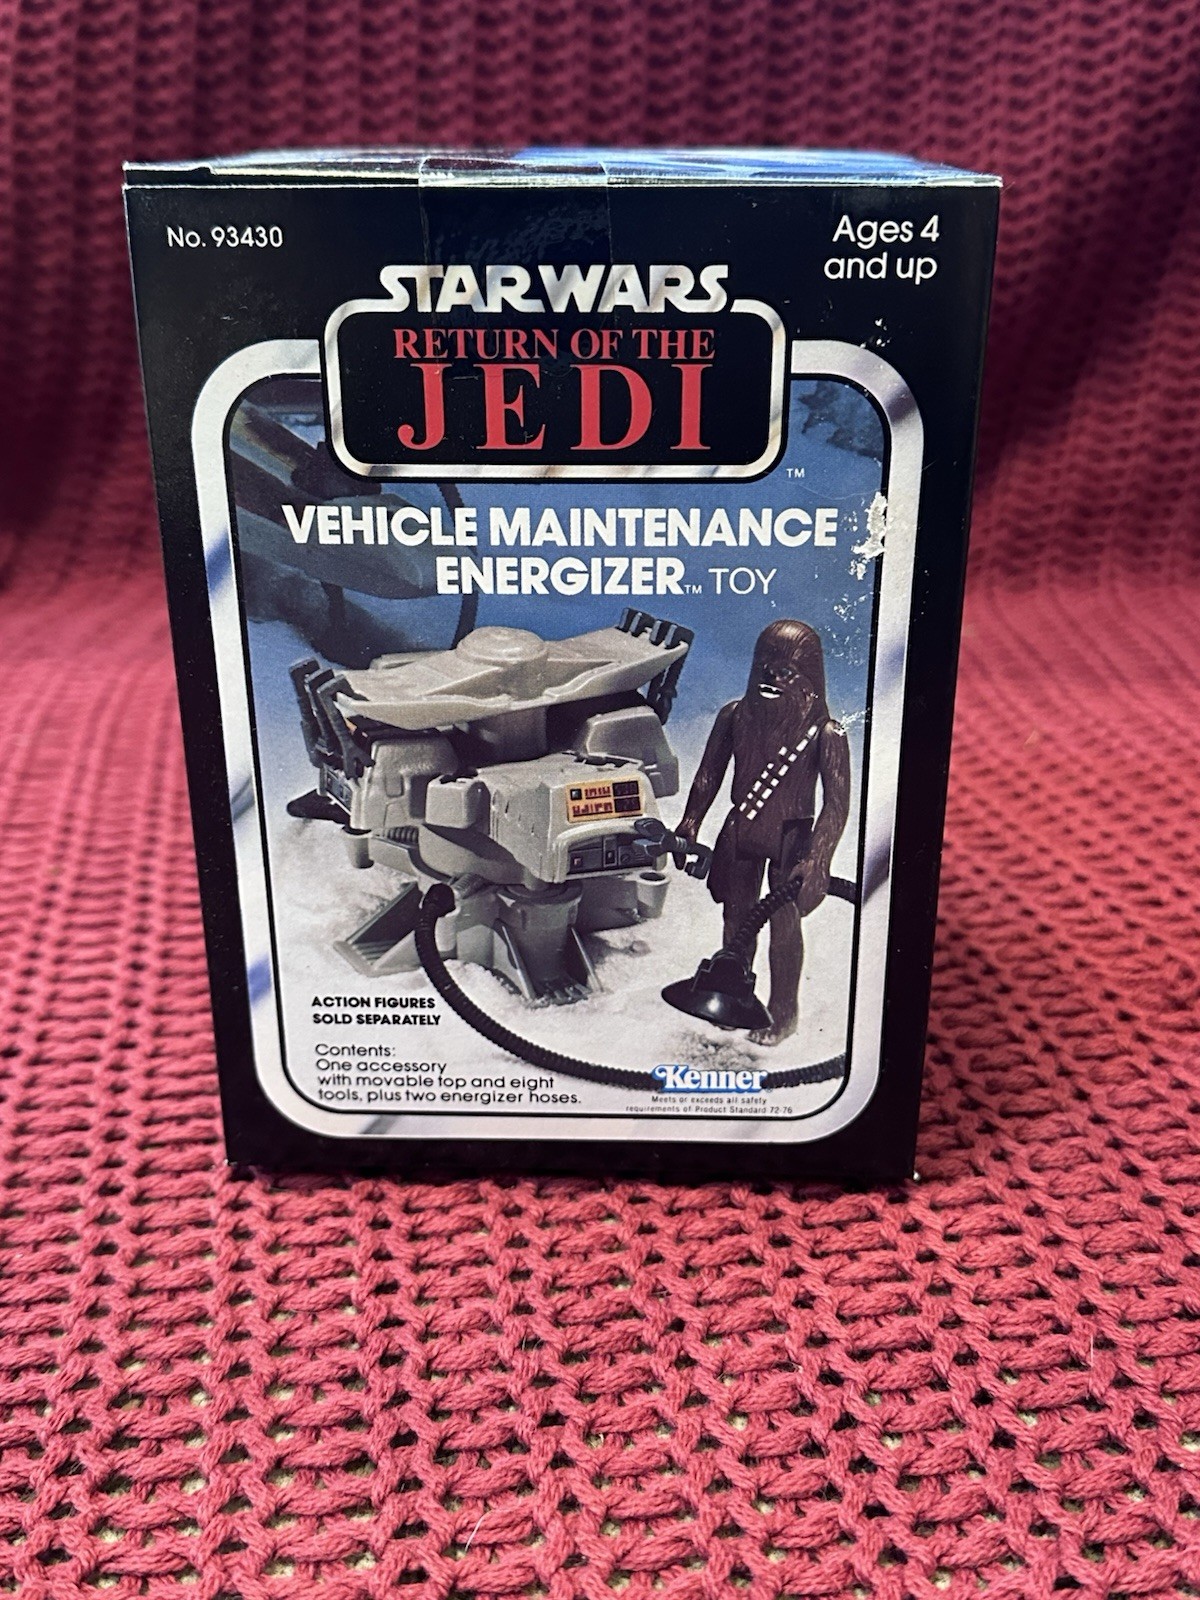 No. 93430
Ages 4
and up
STAR WARS
RETURN OF THE
JEDI
TM
VEHICLE MAINTENANCE
ENERGIZER™ TOY
ACTION FIGURES
SOLD SEPARATELY
Contents:
One accessory
with movable top and eight
tools, plus two energizer hoses.
Kenner
Meets or exceeds all safety
requirements of Product Standard 72-76